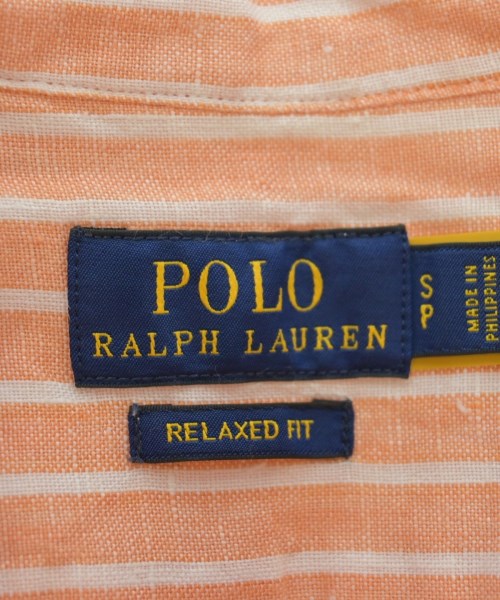 POLO
RALPH LAUREN
S
P
MADE IN
PHILIPPINES
RELAXED FIT